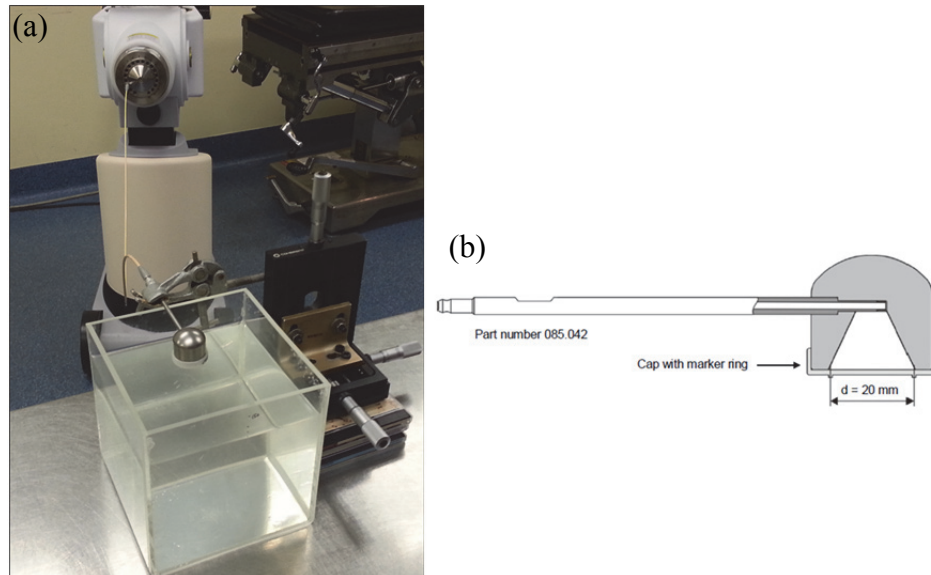 (a)
(b)
Part number 085.042
Cap with marker ring
d = 20 mm